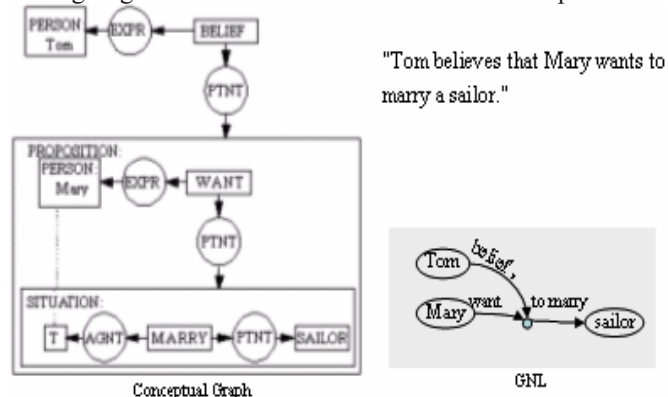 PERSON:
Tom
EXPR
BELIEF
PTNT
"Tom believes that Mary wants to
marry a sailor."
PROPOSITION:
PERSON:
Mary
EXPR
WANT
PTNT
SITUATION:
T
AGNT
MARRY
PTNT
SAILOR
Conceptual Graph
Tom
belief,
Mary
want
to marry
sailor
GNL